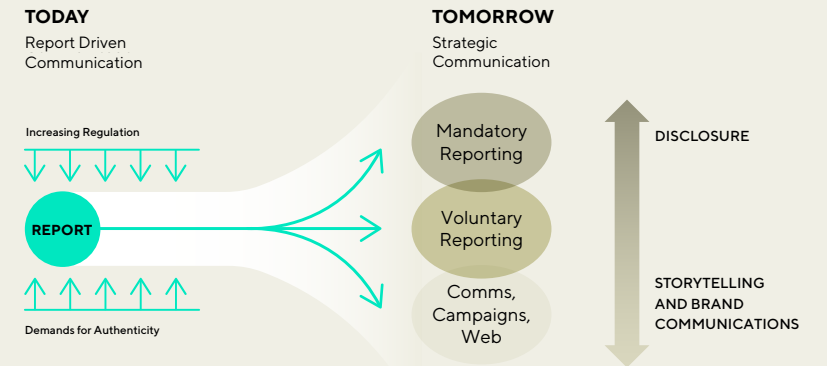 TODAY
Report Driven
Communication
Increasing Regulation
REPORT
Demands for Authenticity
TOMORROW
Strategic
Communication
Mandatory
Reporting
Voluntary
Reporting
Comms,
Campaigns,
Web
DISCLOSURE
STORYTELLING
AND BRAND
COMMUNICATIONS